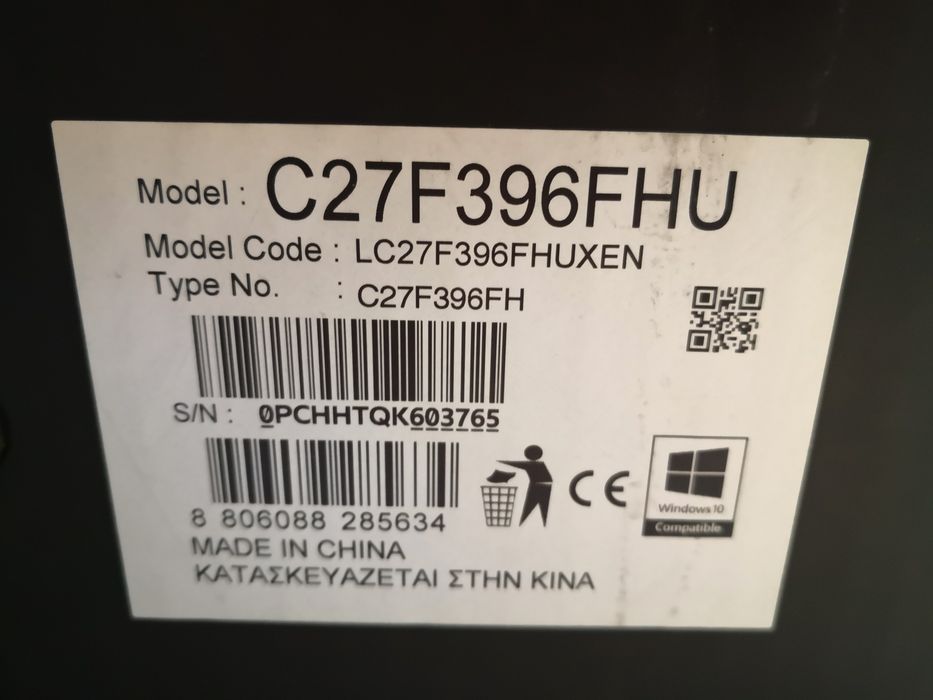 Model : C27F396FHU
Model Code : LC27F396FHUXEN
Type No. : C27F396FH
S/N : 0PCHHTQK603765
8 806088 285634
CE
Windows 10
Compatible
MADE IN CHINA
ΚΑΤΑΣΚΕΥΑΖΕΤΑΙ ΣΤΗΝ ΚΙΝΑ